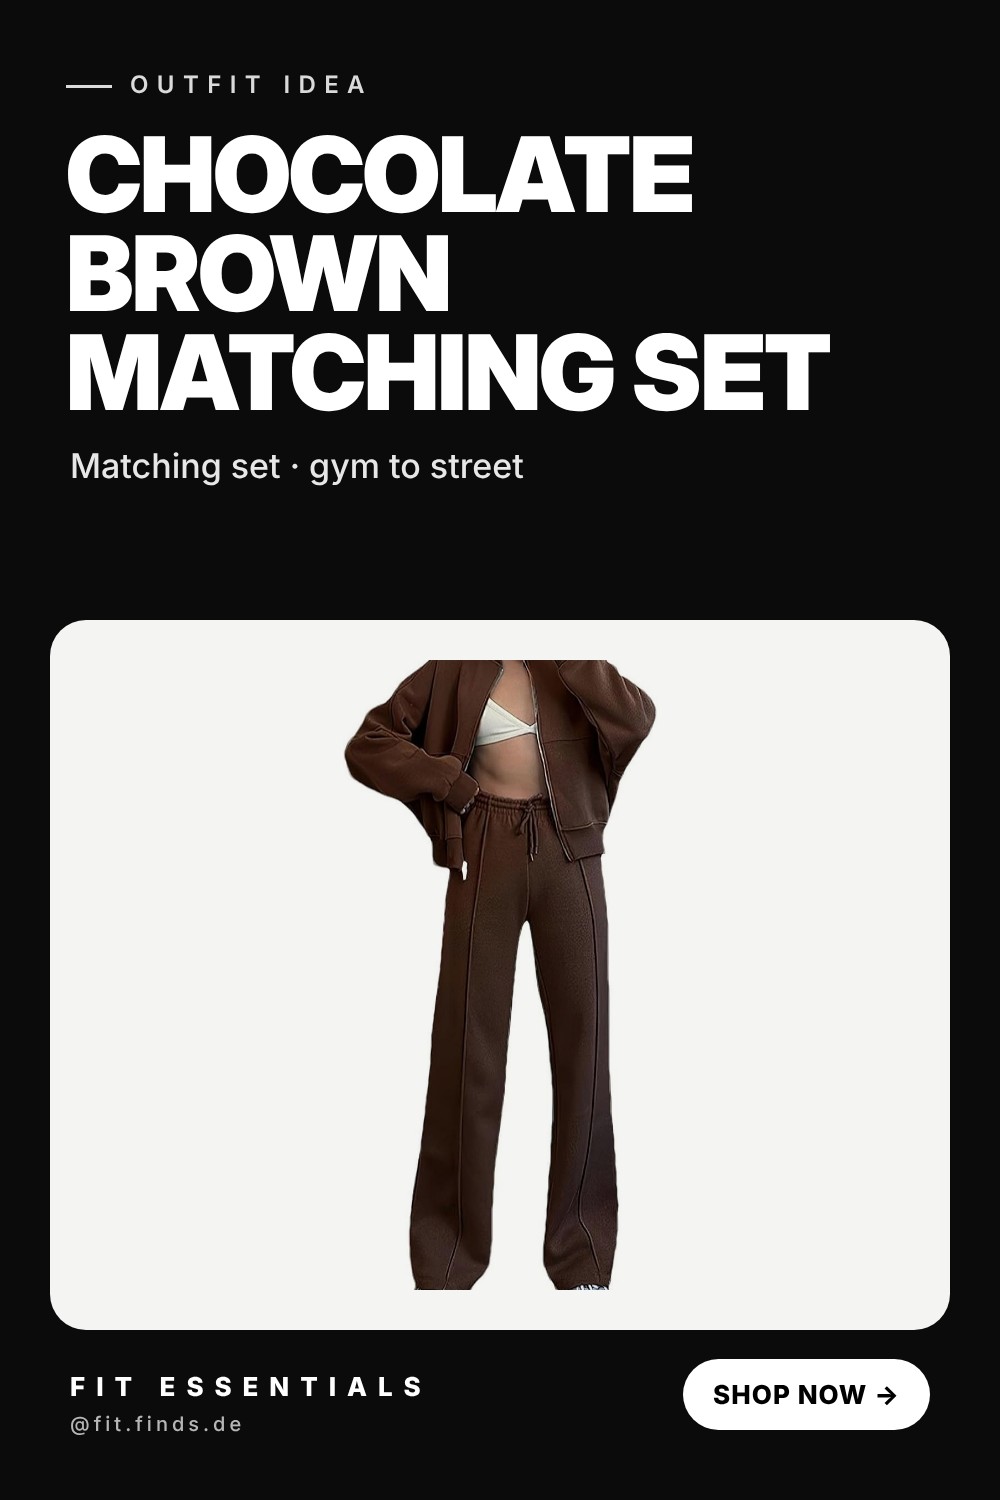 OUTFIT IDEA
CHOCOLATE
BROWN
MATCHING SET
Matching set · gym to street
FIT ESSENTIALS
@fit.finds.de
SHOP NOW →